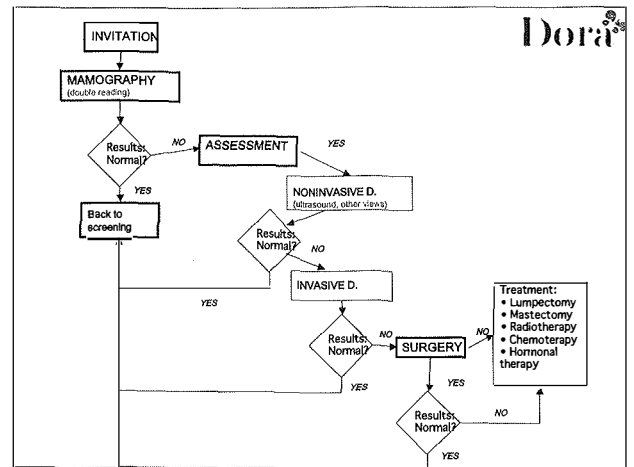 Dora
INVITATION
MAMOGRAPHY
(double reading)
Results:
Normal?
NO
ASSESSMENT
YES
YES
NONINVASIVE D.
(ultrasound, other views)
Back to
screening
Results:
Normal?
NO
INVASIVE D.
YES
Treatment:
• Lumpectomy
• Mastectomy
• Radiotherapy
• Chemoterapy
• Hormonal
therapy
Results:
Normal?
NO
SURGERY
NO
YES
YES
Results:
Normal?
NO
YES